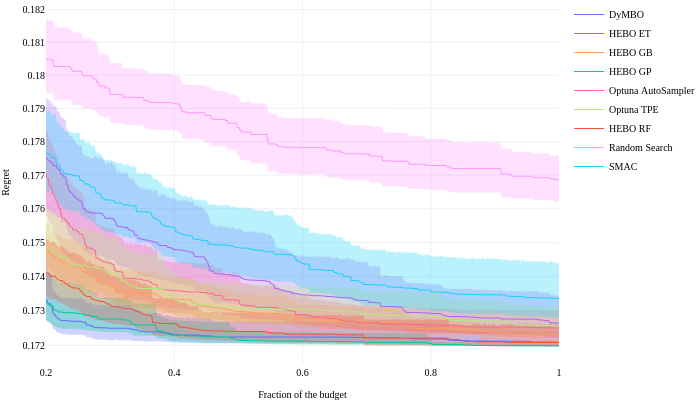 0.182
0.181
0.18
0.179
0.178
0.177
0.176
0.175
0.174
0.173
0.172
Regret
0.2
0.4
0.6
0.8
1
Fraction of the budget
DyMBO
HEBO ET
HEBO GB
HEBO GP
Optuna AutoSampler
Optuna TPE
HEBO RF
Random Search
SMAC